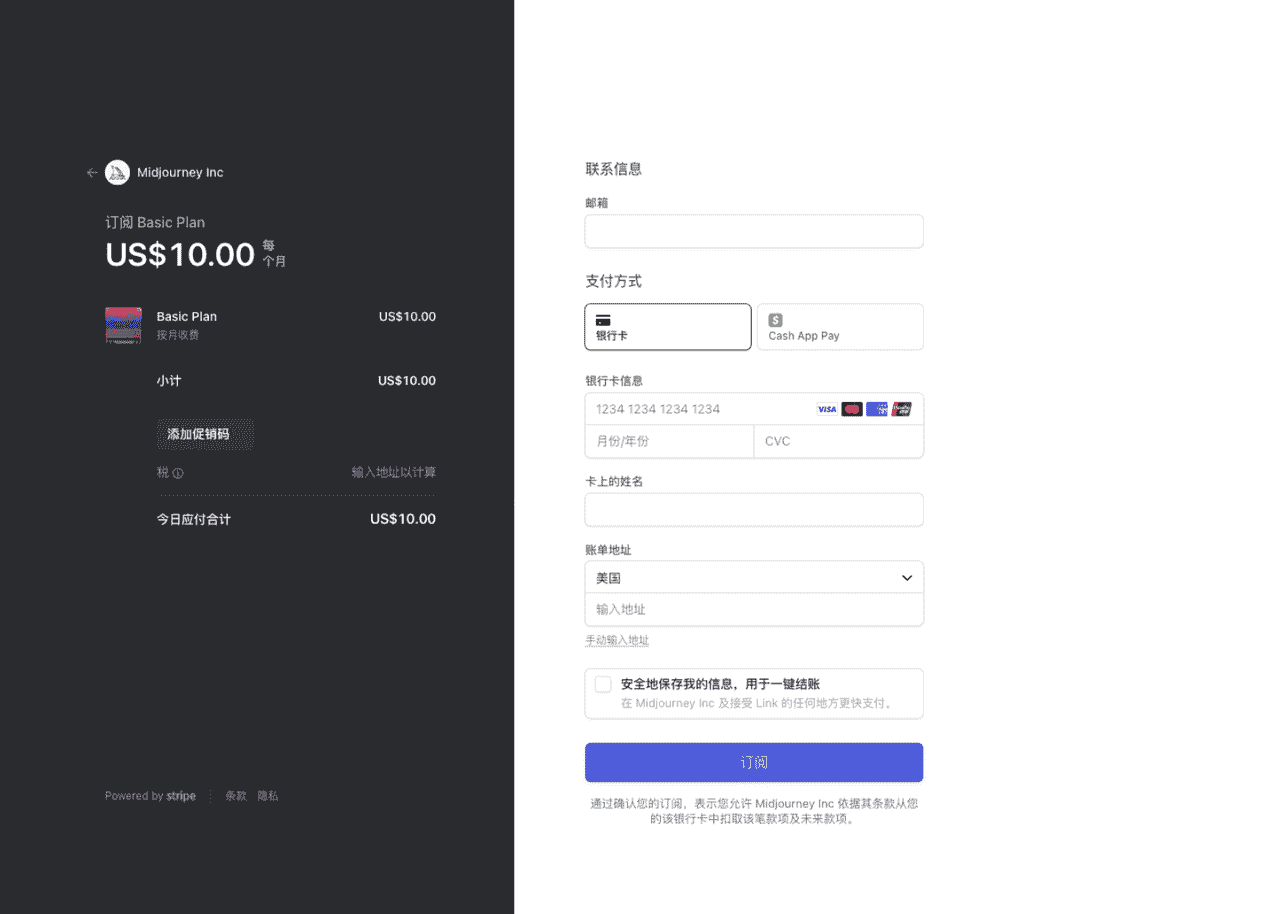 Midjourney Inc
订阅 Basic Plan
US$10.00 每
个月
Basic Plan US$10.00
按月收费
小计 US$10.00
添加促销码
税 输入地址以计算
今日应付合计 US$10.00
Powered by stripe 条款 隐私
联系信息
邮箱
支付方式
银行卡
S
Cash App Pay
银行卡信息
1234 1234 1234 1234 VISA
月份/年份 CVC
卡上的姓名
账单地址
美国
输入地址
手动输入地址
安全地保存我的信息，用于一键结账
在 Midjourney Inc 及接受 Link 的任何地方更快支付。
订阅
通过确认您的订阅，表示您允许 Midjourney Inc 依据其条款从您
的该银行卡中扣取该笔款项及未来款项。